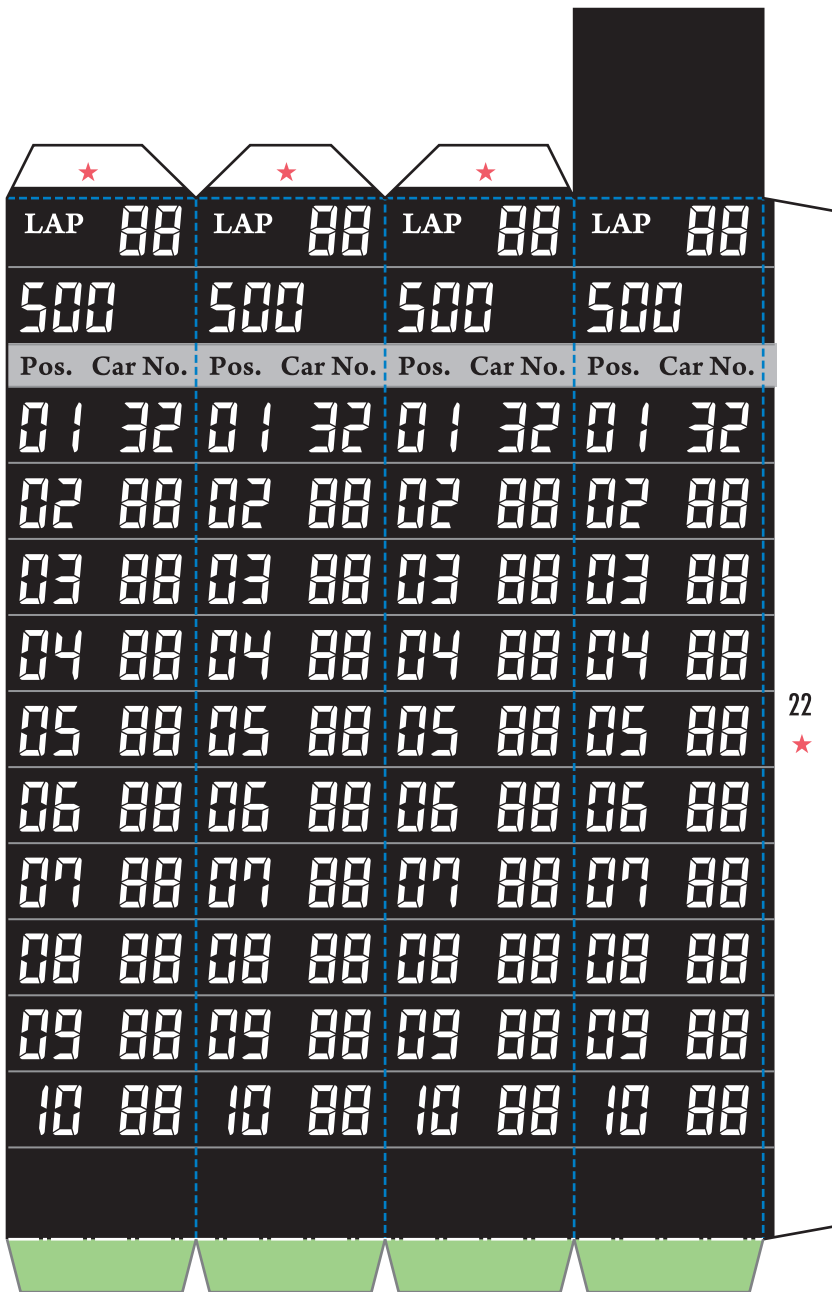 LAP 88 LAP 88 LAP 88 LAP 88
500 500 500 500
Pos. Car No. Pos. Car No. Pos. Car No. Pos. Car No.
01 32 01 32 01 32 01 32
02 88 02 88 02 88 02 88
03 88 03 88 03 88 03 88
04 88 04 88 04 88 04 88
22
05 88 05 88 05 88 05 88
06 88 06 88 06 88 06 88
07 88 07 88 07 88 07 88
08 88 08 88 08 88 08 88
09 88 09 88 09 88 09 88
10 88 10 88 10 88 10 88